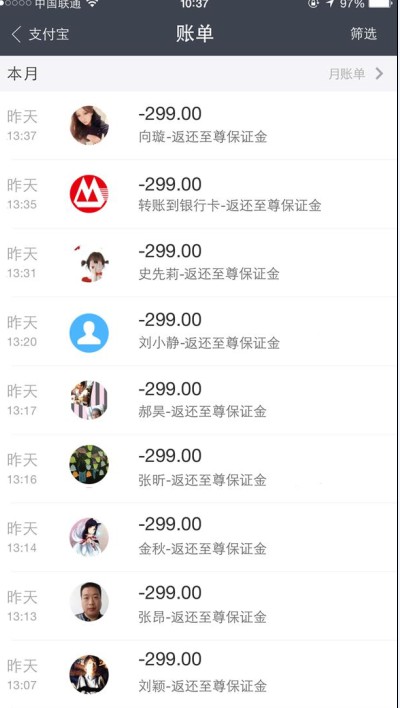 中国联通 10:37 97%
支付宝 账单 筛选
本月 月账单
昨天 -299.00
13:37 向璇-返还至尊保证金
昨天 -299.00
13:35 转账到银行卡-返还至尊保证金
昨天 -299.00
13:31 史先莉-返还至尊保证金
昨天 -299.00
13:20 刘小静-返还至尊保证金
昨天 -299.00
13:17 郝昊-返还至尊保证金
昨天 -299.00
13:16 张昕-返还至尊保证金
昨天 -299.00
13:14 金秋-返还至尊保证金
昨天 -299.00
13:13 张昂-返还至尊保证金
昨天 -299.00
13:07 刘颖-返还至尊保证金